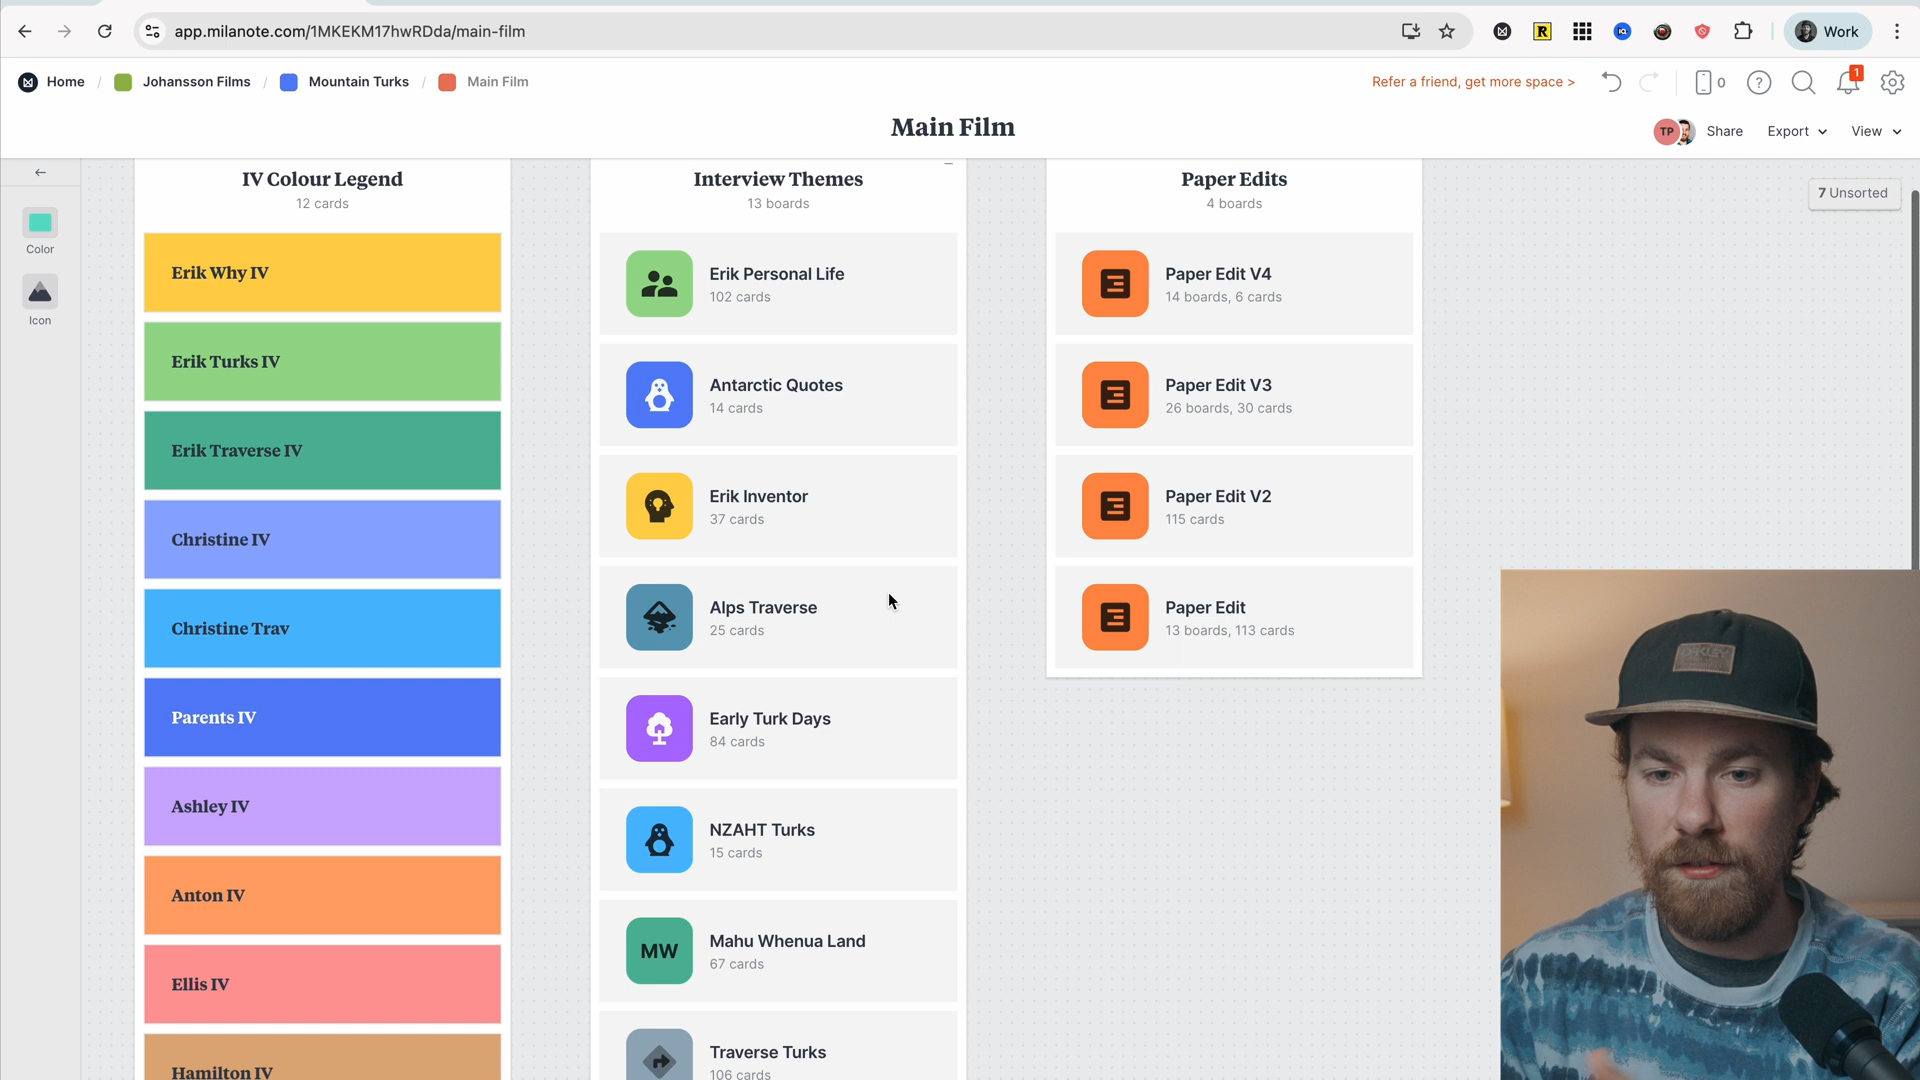 app.milanote.com/1MKEKM17hwRDda/main-film
Work
Home / Johansson Films / Mountain Turks / Main Film
Refer a friend, get more space >
0
?
1
Main Film
TP
Share
Export
View
7 Unsorted
Color
Icon
IV Colour Legend
12 cards
Erik Why IV
Erik Turks IV
Erik Traverse IV
Christine IV
Christine Trav
Parents IV
Ashley IV
Anton IV
Ellis IV
Hamilton IV
Interview Themes
13 boards
Erik Personal Life
102 cards
Antarctic Quotes
14 cards
Erik Inventor
37 cards
Alps Traverse
25 cards
Early Turk Days
84 cards
NZAHT Turks
15 cards
MW
Mahu Whenua Land
67 cards
Traverse Turks
106 cards
Paper Edits
4 boards
Paper Edit V4
14 boards, 6 cards
Paper Edit V3
26 boards, 30 cards
Paper Edit V2
115 cards
Paper Edit
13 boards, 113 cards
OAKLEY